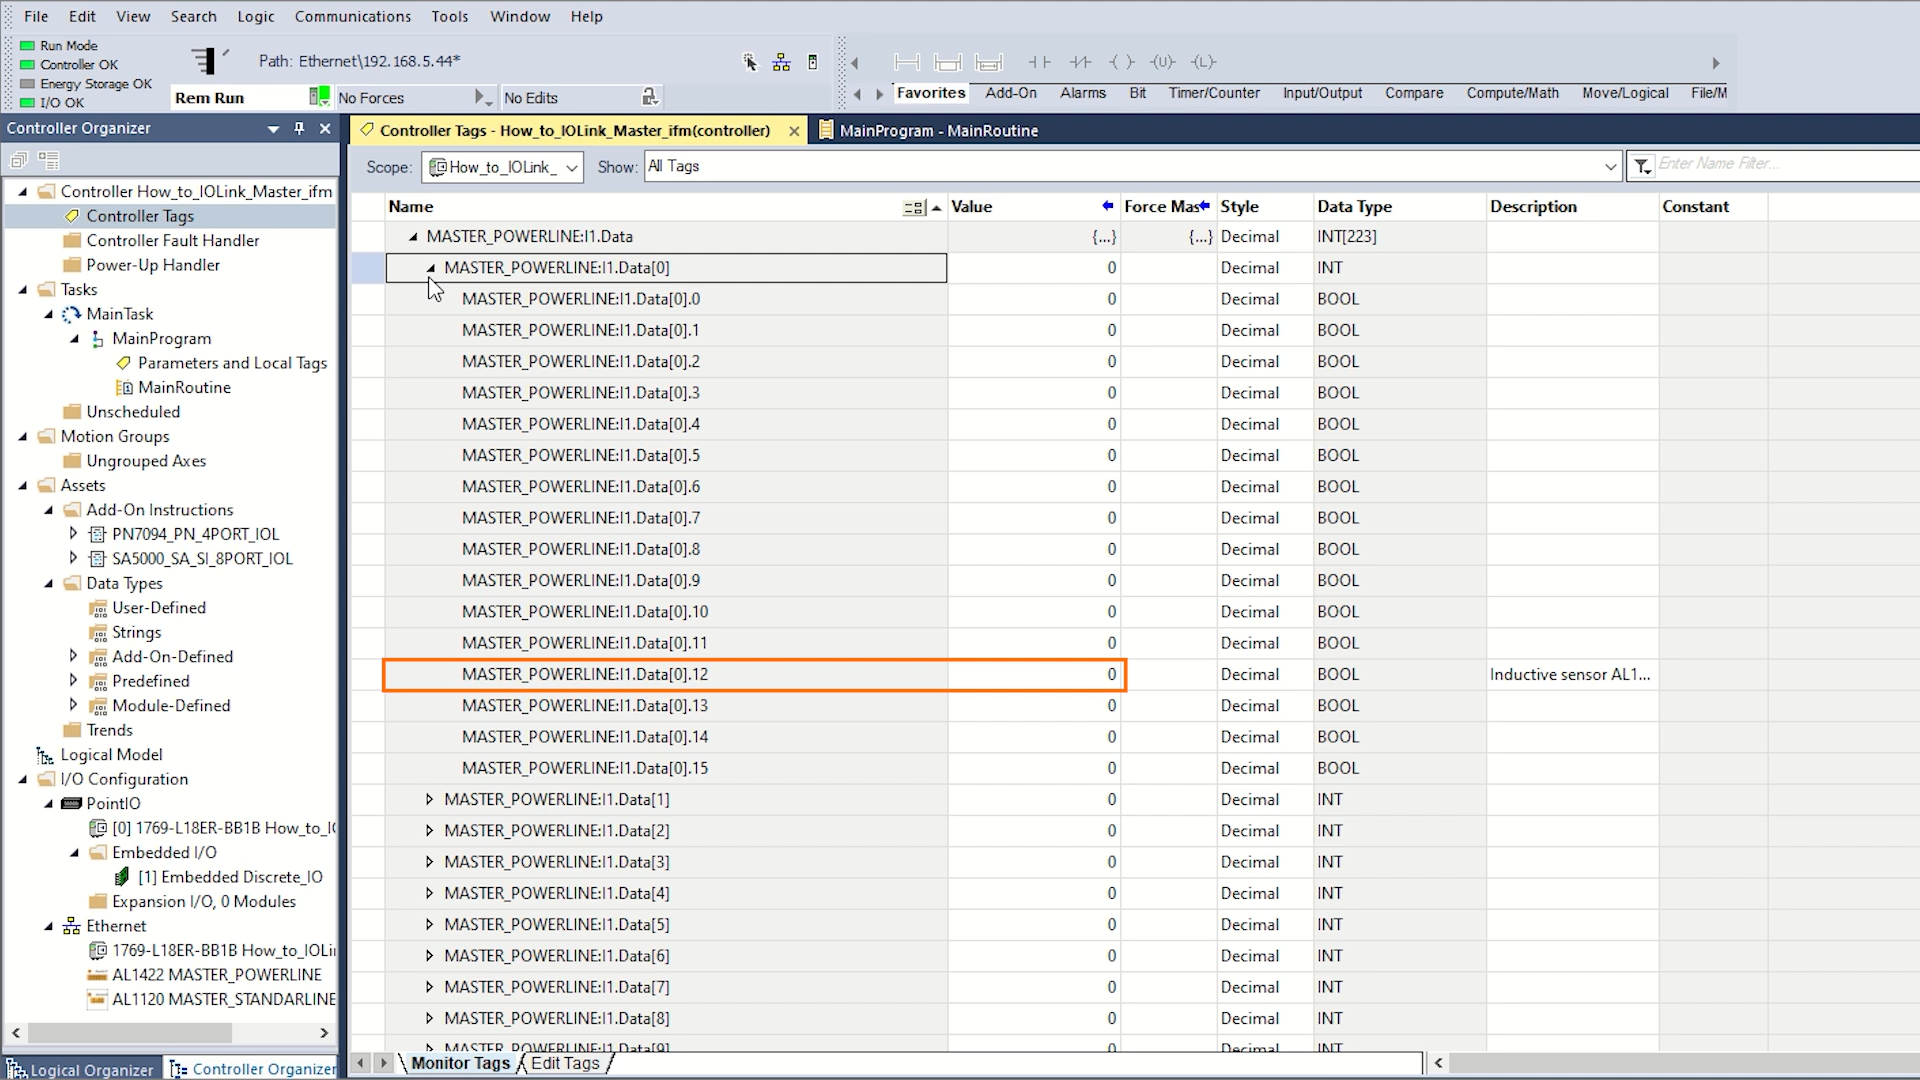 File Edit View Search Logic Communications Tools Window Help
Run Mode
Controller OK
Energy Storage OK
I/O OK
Path: Ethernet\192.168.5.44*
Rem Run No Forces No Edits
Favorites Add-On Alarms Bit Timer/Counter Input/Output Compare Compute/Math Move/Logical File/M
Controller Organizer
Controller Tags - How_to_IOLink_Master_ifm(controller) MainProgram - MainRoutine
Scope: How_to_IOLink_ Show: All Tags Enter Name Filter...
Controller How_to_IOLink_Master_ifm
Controller Tags
Controller Fault Handler
Power-Up Handler
Tasks
MainTask
MainProgram
Parameters and Local Tags
MainRoutine
Unscheduled
Motion Groups
Ungrouped Axes
Assets
Add-On Instructions
PN7094_PN_4PORT_IOL
SA5000_SA_SI_8PORT_IOL
Data Types
User-Defined
Strings
Add-On-Defined
Predefined
Module-Defined
Trends
Logical Model
I/O Configuration
PointIO
[0] 1769-L18ER-BB1B How_to_I
Embedded I/O
[1] Embedded Discrete_IO
Expansion I/O, 0 Modules
Ethernet
1769-L18ER-BB1B How_to_IOLi
AL1422 MASTER_POWERLINE
AL1120 MASTER_STANDARLINE
Logical Organizer Controller Organizer
Name Value Force Mas Style Data Type Description Constant
MASTER_POWERLINE:I1.Data {...} {...} Decimal INT[223]
MASTER_POWERLINE:I1.Data[0] 0 Decimal INT
MASTER_POWERLINE:I1.Data[0].0 0 Decimal BOOL
MASTER_POWERLINE:I1.Data[0].1 0 Decimal BOOL
MASTER_POWERLINE:I1.Data[0].2 0 Decimal BOOL
MASTER_POWERLINE:I1.Data[0].3 0 Decimal BOOL
MASTER_POWERLINE:I1.Data[0].4 0 Decimal BOOL
MASTER_POWERLINE:I1.Data[0].5 0 Decimal BOOL
MASTER_POWERLINE:I1.Data[0].6 0 Decimal BOOL
MASTER_POWERLINE:I1.Data[0].7 0 Decimal BOOL
MASTER_POWERLINE:I1.Data[0].8 0 Decimal BOOL
MASTER_POWERLINE:I1.Data[0].9 0 Decimal BOOL
MASTER_POWERLINE:I1.Data[0].10 0 Decimal BOOL
MASTER_POWERLINE:I1.Data[0].11 0 Decimal BOOL
MASTER_POWERLINE:I1.Data[0].12 0 Decimal BOOL Inductive sensor AL1...
MASTER_POWERLINE:I1.Data[0].13 0 Decimal BOOL
MASTER_POWERLINE:I1.Data[0].14 0 Decimal BOOL
MASTER_POWERLINE:I1.Data[0].15 0 Decimal BOOL
MASTER_POWERLINE:I1.Data[1] 0 Decimal INT
MASTER_POWERLINE:I1.Data[2] 0 Decimal INT
MASTER_POWERLINE:I1.Data[3] 0 Decimal INT
MASTER_POWERLINE:I1.Data[4] 0 Decimal INT
MASTER_POWERLINE:I1.Data[5] 0 Decimal INT
MASTER_POWERLINE:I1.Data[6] 0 Decimal INT
MASTER_POWERLINE:I1.Data[7] 0 Decimal INT
MASTER_POWERLINE:I1.Data[8] 0 Decimal INT
MASTER_POWERLINE:I1.Data[9] 0 Decimal INT
Monitor Tags Edit Tags